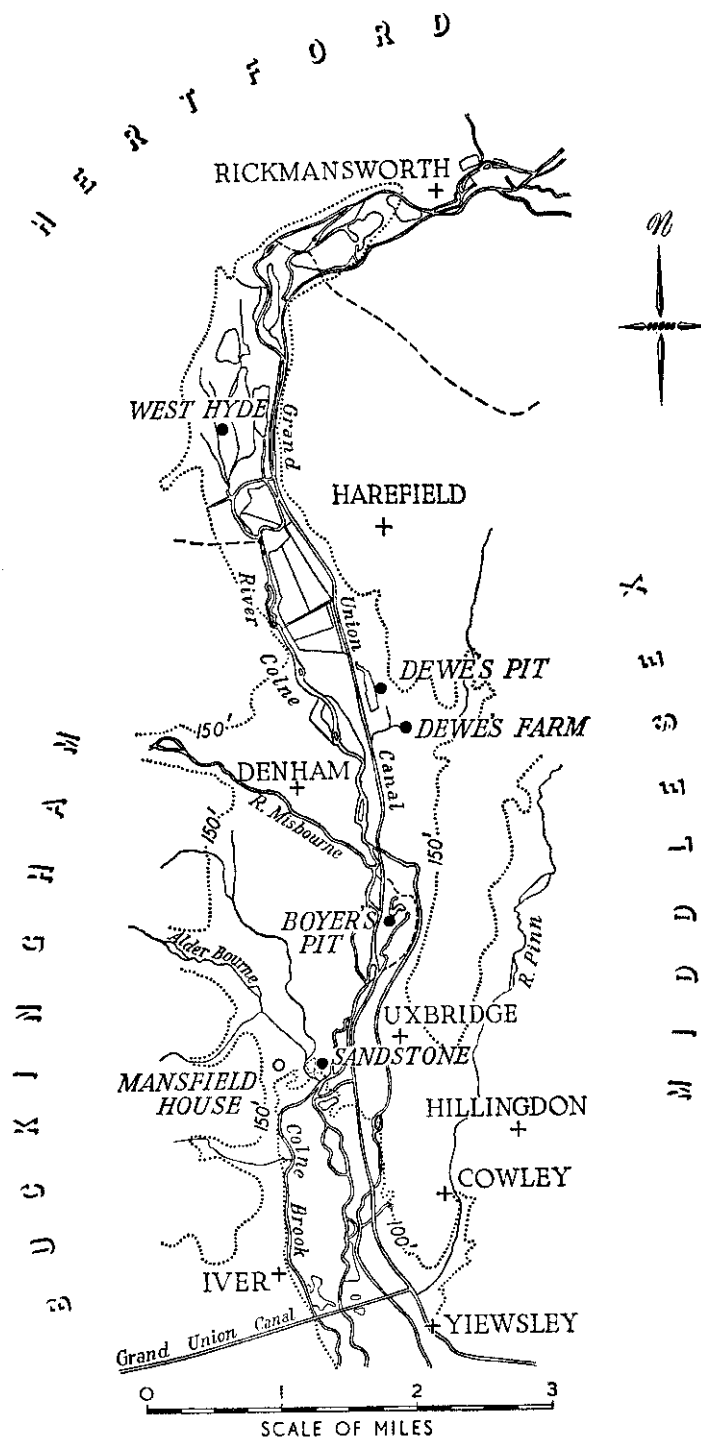 HERTFORD
RICKMANSWORTH
N
WEST HYDE
Grand
HAREFIELD
River
Union
Colne
MIDDLESEX
DEWE'S PIT
DEWE'S FARM
150'
DENHAM
Canal
R. Misbourne
150'
150'
BUCKINGHAM
BOYER'S
PIT
Alder Bourne
R. Pinn
UXBRIDGE
SANDSTONE
MANSFIELD
HOUSE
150'
HILLINGDON
Colne
Brook
COWLEY
100'
IVER
YIEWSLEY
Grand Union Canal
0 1 2 3
SCALE OF MILES